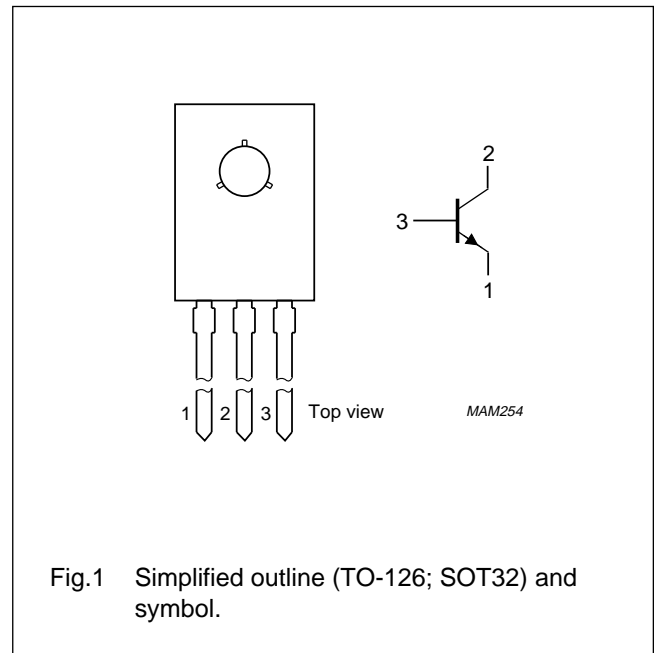 2
3
1
1 2 3 Top view MAM254
Fig.1 Simplified outline (TO-126; SOT32) and
symbol.